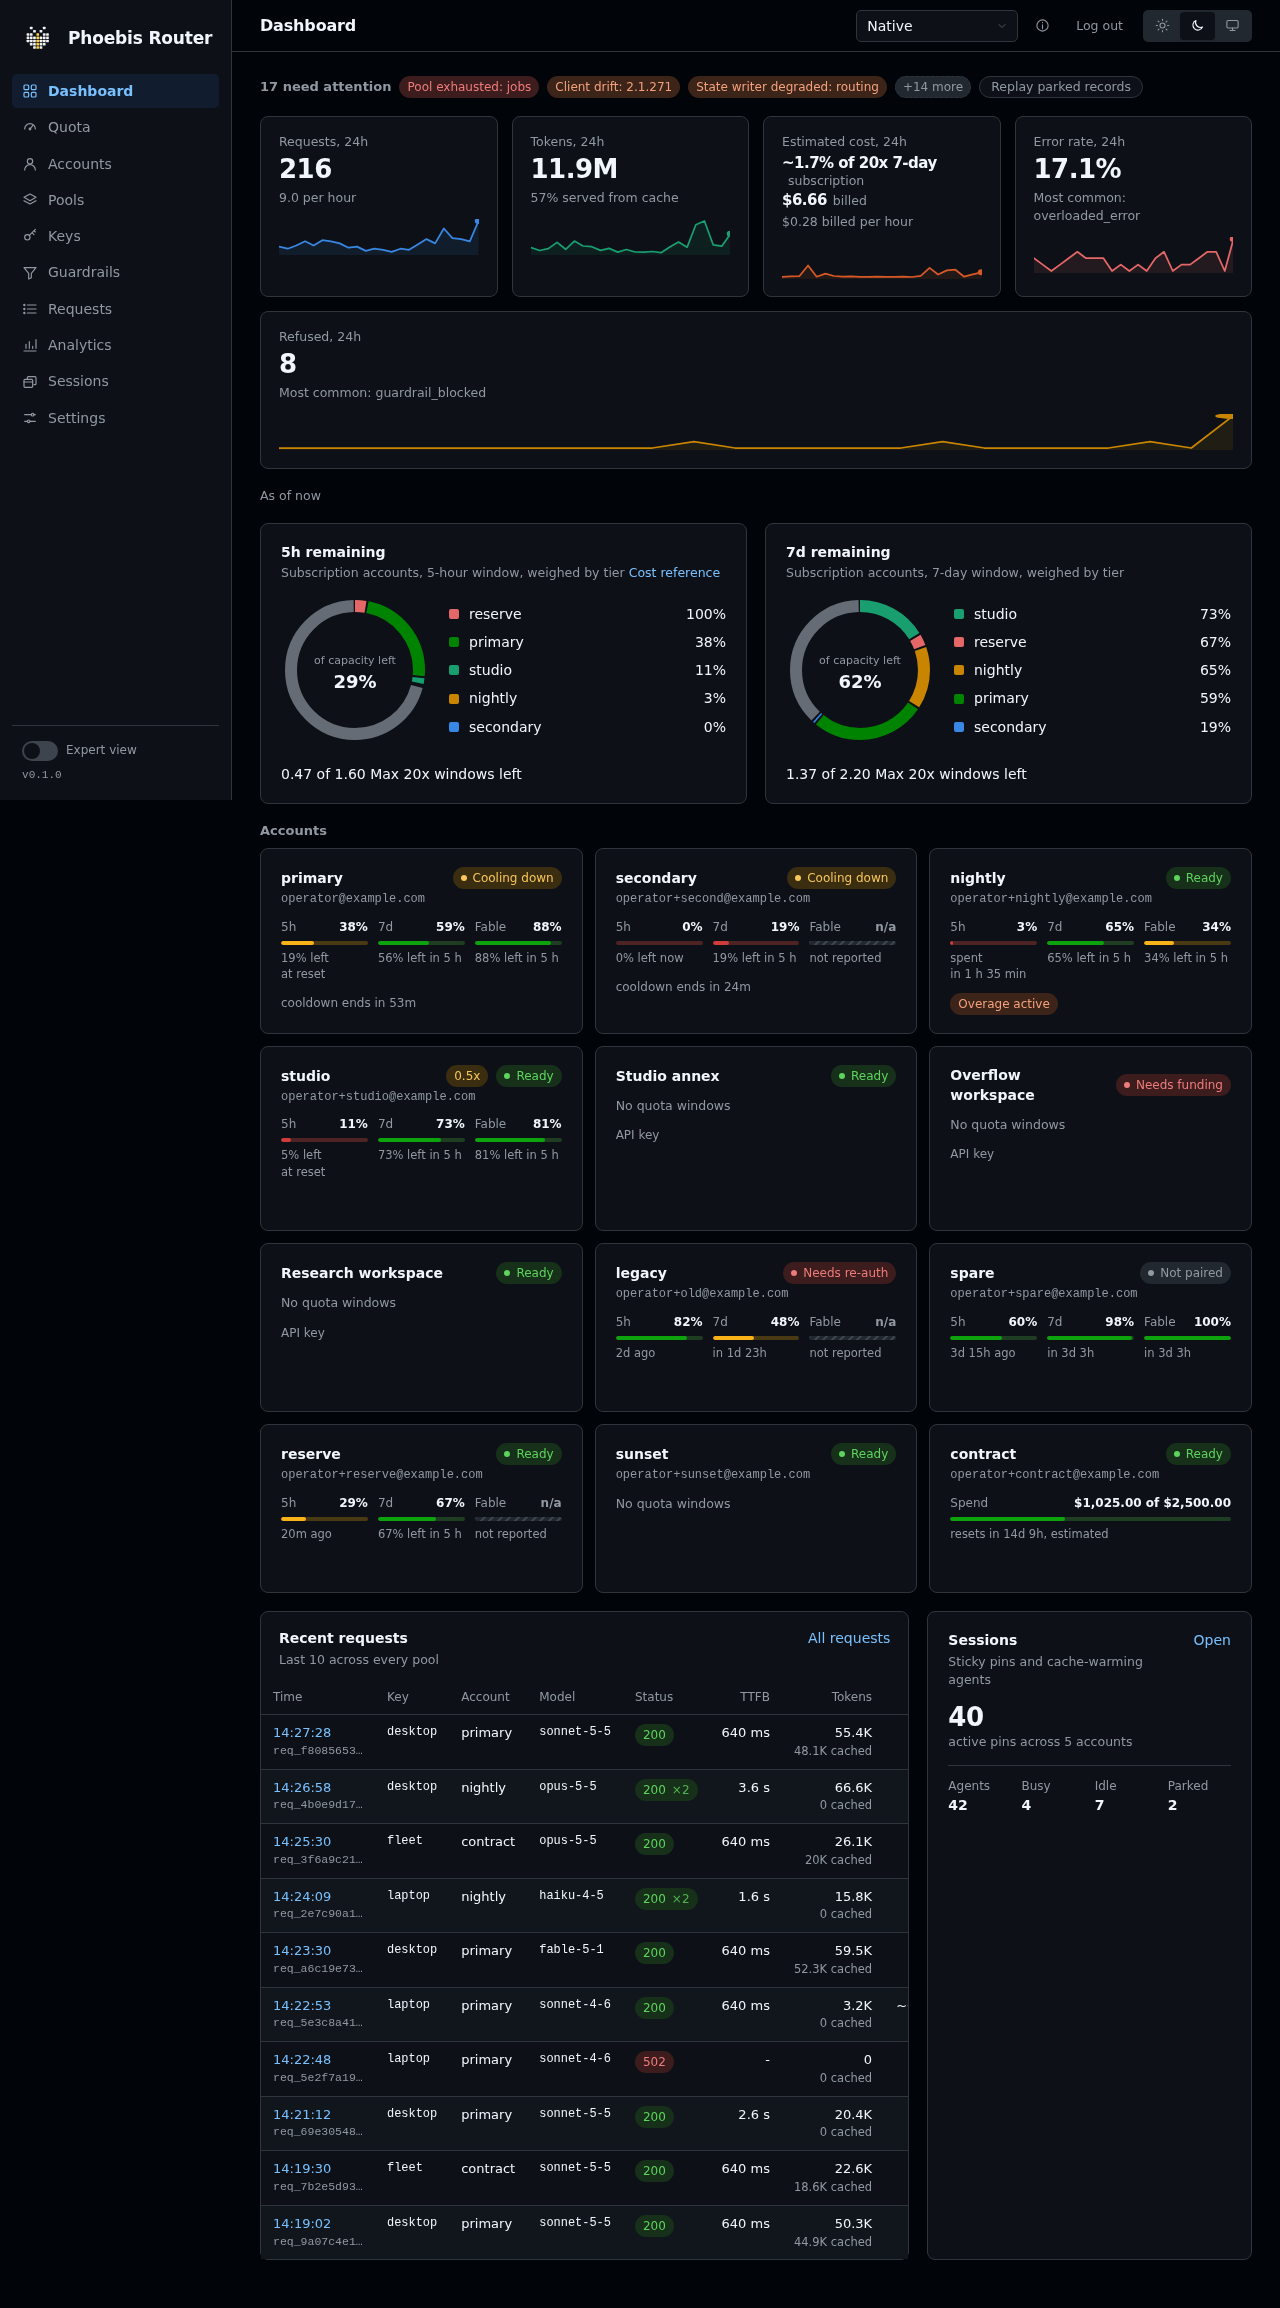 Phoebis Router
Dashboard
Quota
Accounts
Pools
Keys
Guardrails
Requests
Analytics
Sessions
Settings
Expert view
v0.1.0
Dashboard
Native
Log out
17 need attention Pool exhausted: jobs Client drift: 2.1.271 State writer degraded: routing +14 more Replay parked records
Requests, 24h
216
9.0 per hour
Tokens, 24h
11.9M
57% served from cache
Estimated cost, 24h
~1.7% of 20x 7-day
subscription
$6.66 billed
$0.28 billed per hour
Error rate, 24h
17.1%
Most common:
overloaded_error
Refused, 24h
8
Most common: guardrail_blocked
As of now
5h remaining
Subscription accounts, 5-hour window, weighed by tier Cost reference
of capacity left
29%
reserve 100%
primary 38%
studio 11%
nightly 3%
secondary 0%
0.47 of 1.60 Max 20x windows left
7d remaining
Subscription accounts, 7-day window, weighed by tier
of capacity left
62%
studio 73%
reserve 67%
nightly 65%
primary 59%
secondary 19%
1.37 of 2.20 Max 20x windows left
Accounts
primary Cooling down
operator@example.com
5h 38% 7d 59% Fable 88%
19% left at reset 56% left in 5 h 88% left in 5 h
cooldown ends in 53m
secondary Cooling down
operator+second@example.com
5h 0% 7d 19% Fable n/a
0% left now 19% left in 5 h not reported
cooldown ends in 24m
nightly Ready
operator+nightly@example.com
5h 3% 7d 65% Fable 34%
spent in 1 h 35 min 65% left in 5 h 34% left in 5 h
Overage active
studio 0.5x Ready
operator+studio@example.com
5h 11% 7d 73% Fable 81%
5% left at reset 73% left in 5 h 81% left in 5 h
Studio annex Ready
No quota windows
API key
Overflow workspace Needs funding
No quota windows
API key
Research workspace Ready
No quota windows
API key
legacy Needs re-auth
operator+old@example.com
5h 82% 7d 48% Fable n/a
2d ago in 1d 23h not reported
spare Not paired
operator+spare@example.com
5h 60% 7d 98% Fable 100%
3d 15h ago in 3d 3h in 3d 3h
reserve Ready
operator+reserve@example.com
5h 29% 7d 67% Fable n/a
20m ago 67% left in 5 h not reported
sunset Ready
operator+sunset@example.com
No quota windows
contract Ready
operator+contract@example.com
Spend $1,025.00 of $2,500.00
resets in 14d 9h, estimated
Recent requests All requests
Last 10 across every pool
Time Key Account Model Status TTFB Tokens
14:27:28 desktop primary sonnet-5-5 200 640 ms 55.4K
req_f8085653… 48.1K cached
14:26:58 desktop nightly opus-5-5 200 ×2 3.6 s 66.6K
req_4b0e9d17… 0 cached
14:25:30 fleet contract opus-5-5 200 640 ms 26.1K
req_3f6a9c21… 20K cached
14:24:09 laptop nightly haiku-4-5 200 ×2 1.6 s 15.8K
req_2e7c90a1… 0 cached
14:23:30 desktop primary fable-5-1 200 640 ms 59.5K
req_a6c19e73… 52.3K cached
14:22:53 laptop primary sonnet-4-6 200 640 ms 3.2K ~
req_5e3c8a41… 0 cached
14:22:48 laptop primary sonnet-4-6 502 - 0
req_5e2f7a19… 0 cached
14:21:12 desktop primary sonnet-5-5 200 2.6 s 20.4K
req_69e30548… 0 cached
14:19:30 fleet contract sonnet-5-5 200 640 ms 22.6K
req_7b2e5d93… 18.6K cached
14:19:02 desktop primary sonnet-5-5 200 640 ms 50.3K
req_9a07c4e1… 44.9K cached
Sessions Open
Sticky pins and cache-warming
agents
40
active pins across 5 accounts
Agents Busy Idle Parked
42 4 7 2